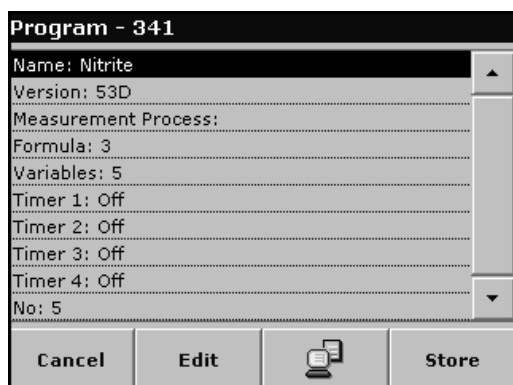 Program - 341
Name: Nitrite
Version: 53D
Measurement Process:
Formula: 3
Variables: 5
Timer 1: Off
Timer 2: Off
Timer 3: Off
Timer 4: Off
No: 5
Cancel Edit Store